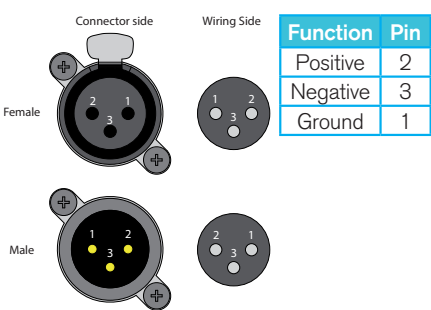 Connector side
Wiring Side
Function Pin
Positive 2
Negative 3
Ground 1
Female
2 1
3
1 2
3
Male
1 2
3
2 1
3